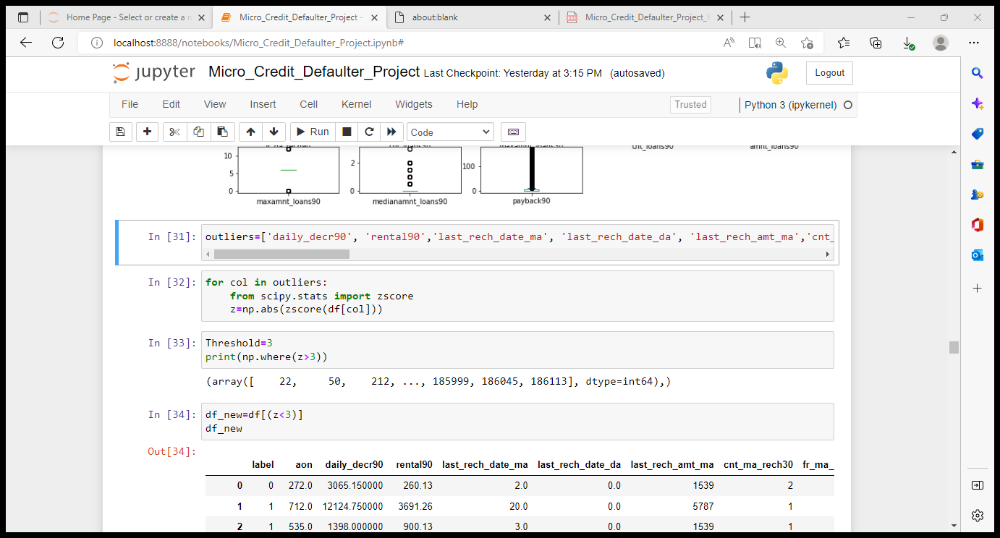 Home Page - Select or create a n
Micro_Credit_Defaulter_Project -
about:blank
Micro_Credit_Defaulter_Project_F
localhost:8888/notebooks/Micro_Credit_Defaulter_Project.ipynb#
jupyter Micro_Credit_Defaulter_Project Last Checkpoint: Yesterday at 3:15 PM (autosaved)
Logout
File Edit View Insert Cell Kernel Widgets Help
Trusted
Python 3 (ipykernel)
Run
Code
cnt_loans90
amnt_loans90
10
5
0
2
0
100
0
maxamnt_loans90
medianamnt_loans90
payback90
In [31]: outliers=['daily_decr90', 'rental90','last_rech_date_ma', 'last_rech_date_da', 'last_rech_amt_ma','cnt_
In [32]: for col in outliers:
from scipy.stats import zscore
z=np.abs(zscore(df[col]))
In [33]: Threshold=3
print(np.where(z>3))
(array([ 22, 50, 212, ..., 185999, 186045, 186113], dtype=int64),)
In [34]: df_new=df[(z<3)]
df_new
Out[34]:
label aon daily_decr90 rental90 last_rech_date_ma last_rech_date_da last_rech_amt_ma cnt_ma_rech30 fr_ma_
0 0 272.0 3065.150000 260.13 2.0 0.0 1539 2
1 1 712.0 12124.750000 3691.26 20.0 0.0 5787 1
2 1 535.0 1398.000000 900.13 3.0 0.0 1539 1